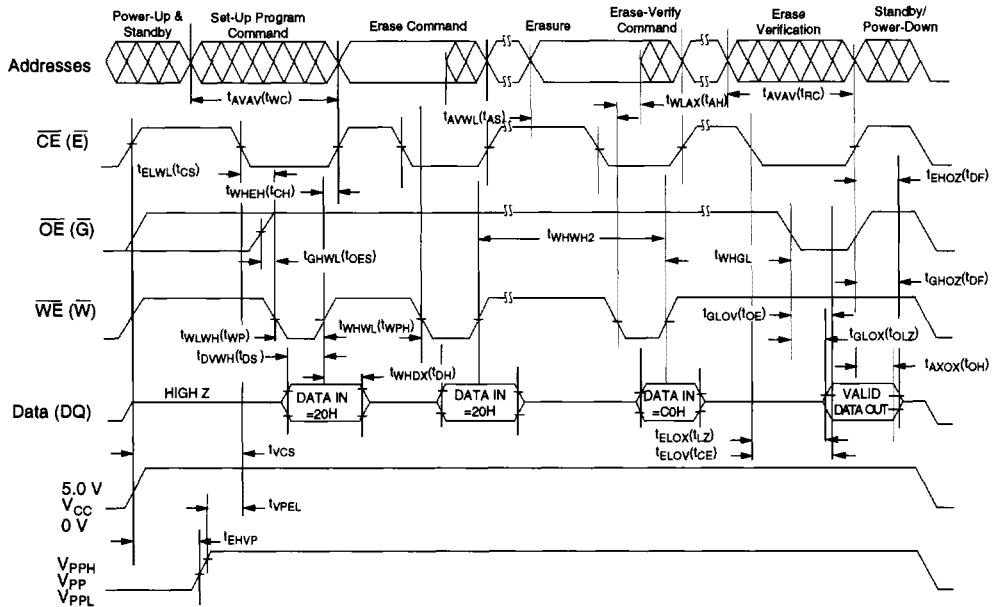 Power-Up &
Standby
Set-Up Program
Command
Erase Command
Erasure
Erase-Verify
Command
Erase
Verification
Standby/
Power-Down
Addresses
tAVAV(tWC)
tAVWL(tAS)
tWLAX(tAH)
tAVAV(tRC)
CE (E)
tELWL(tCS)
tWHEH(tCH)
tEHOZ(tDF)
OE (G)
tGHWL(tOES)
tWHWH2
tWHGL
tGHOZ(tDF)
WE (W)
tWLWH(tWP)
tWHWL(tWPH)
tGLOV(tOE)
tGLOX(tOLZ)
tDVWH(tDS)
tWHDX(tDH)
tAXOX(tOH)
Data (DQ)
HIGH Z
DATA IN
=20H
DATA IN
=20H
DATA IN
=C0H
VALID
DATA OUT
tELOX(tLZ)
tELOV(tCE)
tVCS
5.0 V
VCC
0 V
tVPEL
tEHVP
VPPH
VPP
VPPL